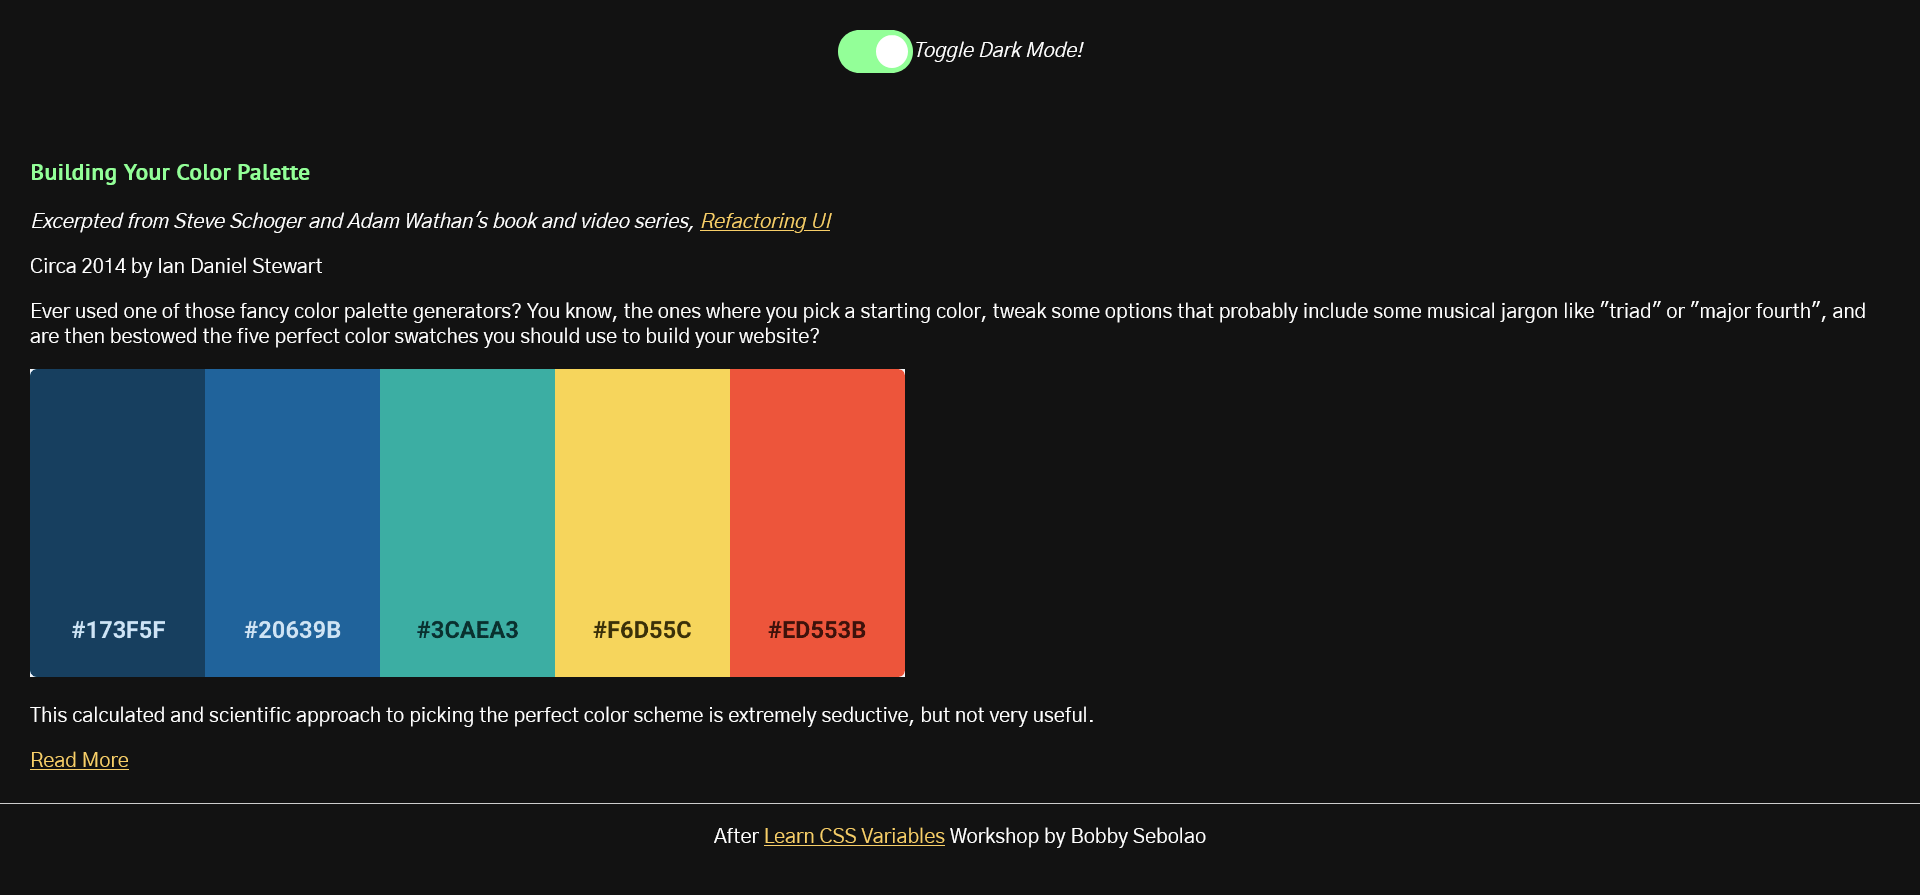 Toggle Dark Mode!
Building Your Color Palette
Excerpted from Steve Schoger and Adam Wathan's book and video series, Refactoring UI
Circa 2014 by Ian Daniel Stewart
Ever used one of those fancy color palette generators? You know, the ones where you pick a starting color, tweak some options that probably include some musical jargon like "triad" or "major fourth", and
are then bestowed the five perfect color swatches you should use to build your website?
#173F5F #20639B #3CAEA3 #F6D55C #ED553B
This calculated and scientific approach to picking the perfect color scheme is extremely seductive, but not very useful.
Read More
After Learn CSS Variables Workshop by Bobby Sebolao